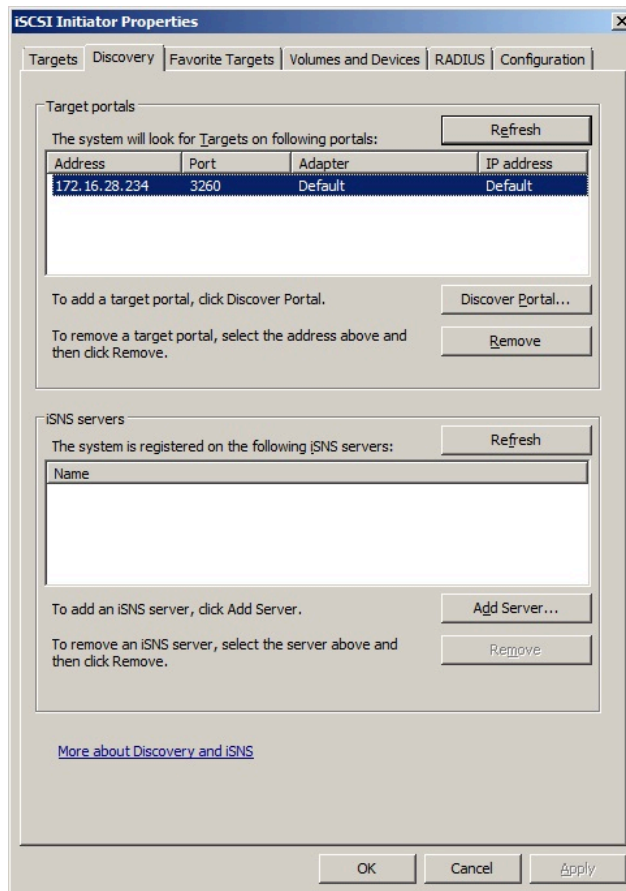 iSCSI Initiator Properties
Targets Discovery Favorite Targets Volumes and Devices RADIUS Configuration
Target portals
The system will look for Targets on following portals:
Refresh
Address Port Adapter IP address
172.16.28.234 3260 Default Default
To add a target portal, click Discover Portal.
Discover Portal...
To remove a target portal, select the address above and
then click Remove.
Remove
iSNS servers
The system is registered on the following iSNS servers:
Refresh
Name
To add an iSNS server, click Add Server.
Add Server...
To remove an iSNS server, select the server above and
then click Remove.
Remove
More about Discovery and iSNS
OK Cancel Apply